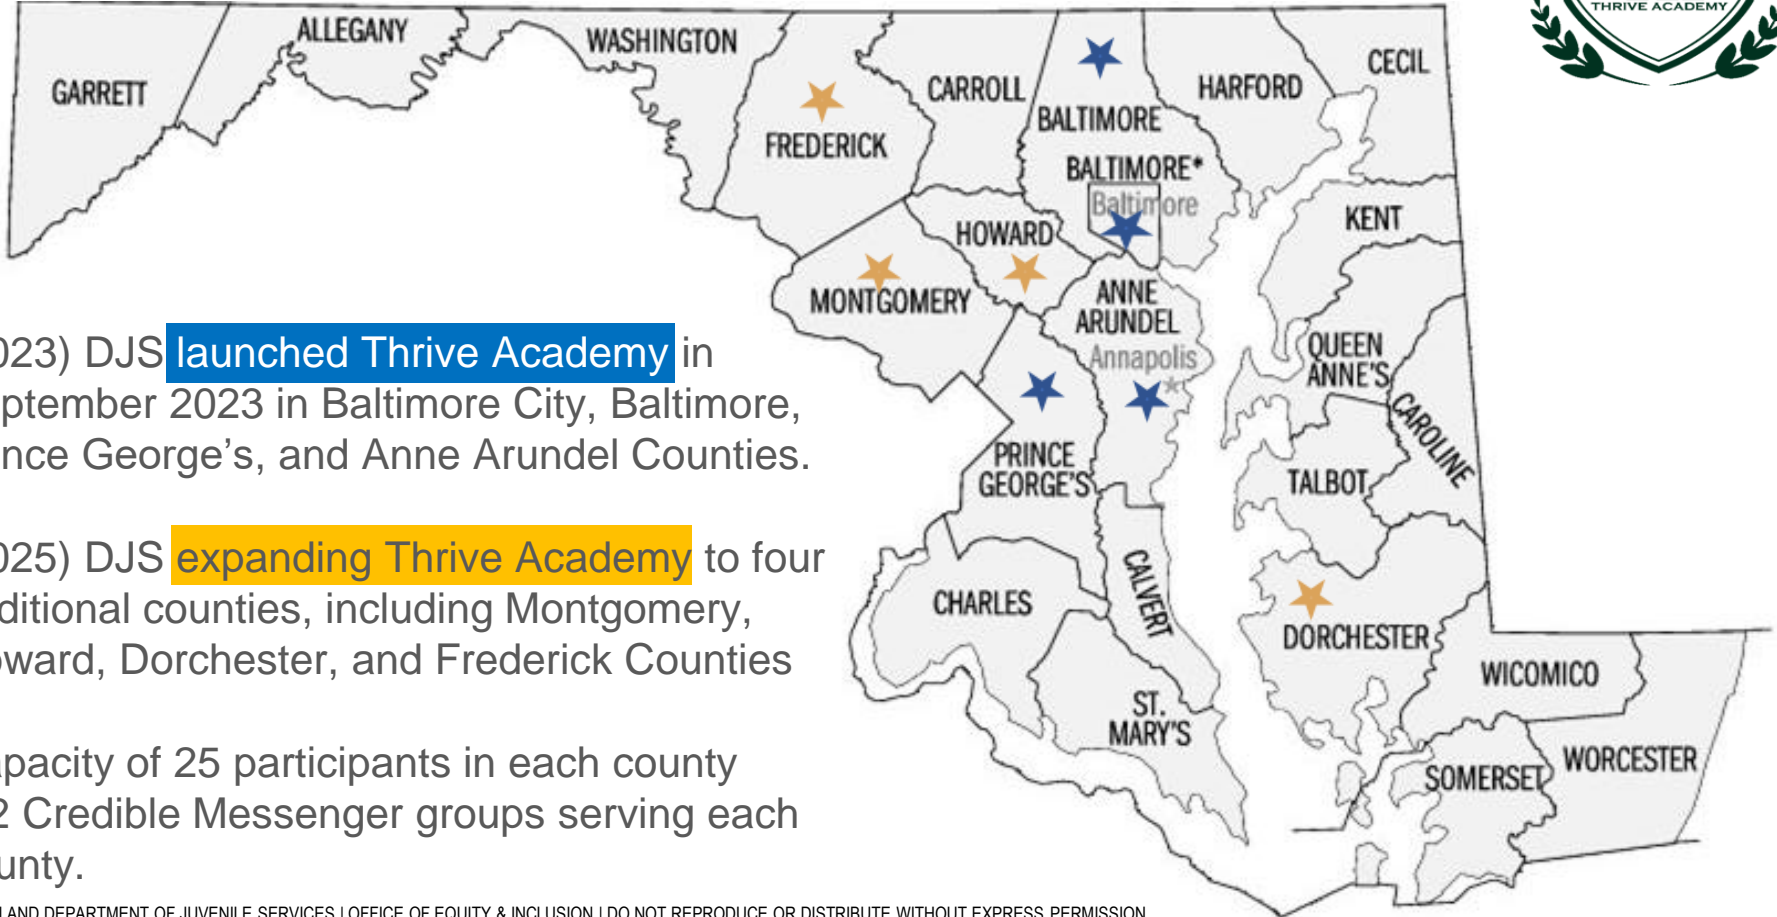 THRIVE ACADEMY
ALLEGANY
WASHINGTON
GARRETT
CECIL
HARFORD
CARROLL
BALTIMORE
FREDERICK
BALTIMORE*
Baltimore
KENT
HOWARD
MONTGOMERY
ANNE
ARUNDEL
Annapolis
*
QUEEN
ANNE'S
CAROLINE
PRINCE
GEORGE'S
TALBOT
CALVERT
CHARLES
DORCHESTER
WICOMICO
ST.
MARY'S
WORCESTER
SOMERSET
023) DJS launched Thrive Academy in
ptember 2023 in Baltimore City, Baltimore,
nce George’s, and Anne Arundel Counties.
025) DJS expanding Thrive Academy to four
ditional counties, including Montgomery,
oward, Dorchester, and Frederick Counties
apacity of 25 participants in each county
2 Credible Messenger groups serving each
ounty.
LAND DEPARTMENT OF JUVENILE SERVICES | OFFICE OF EQUITY & INCLUSION | DO NOT REPRODUCE OR DISTRIBUTE WITHOUT EXPRESS PERMISSION